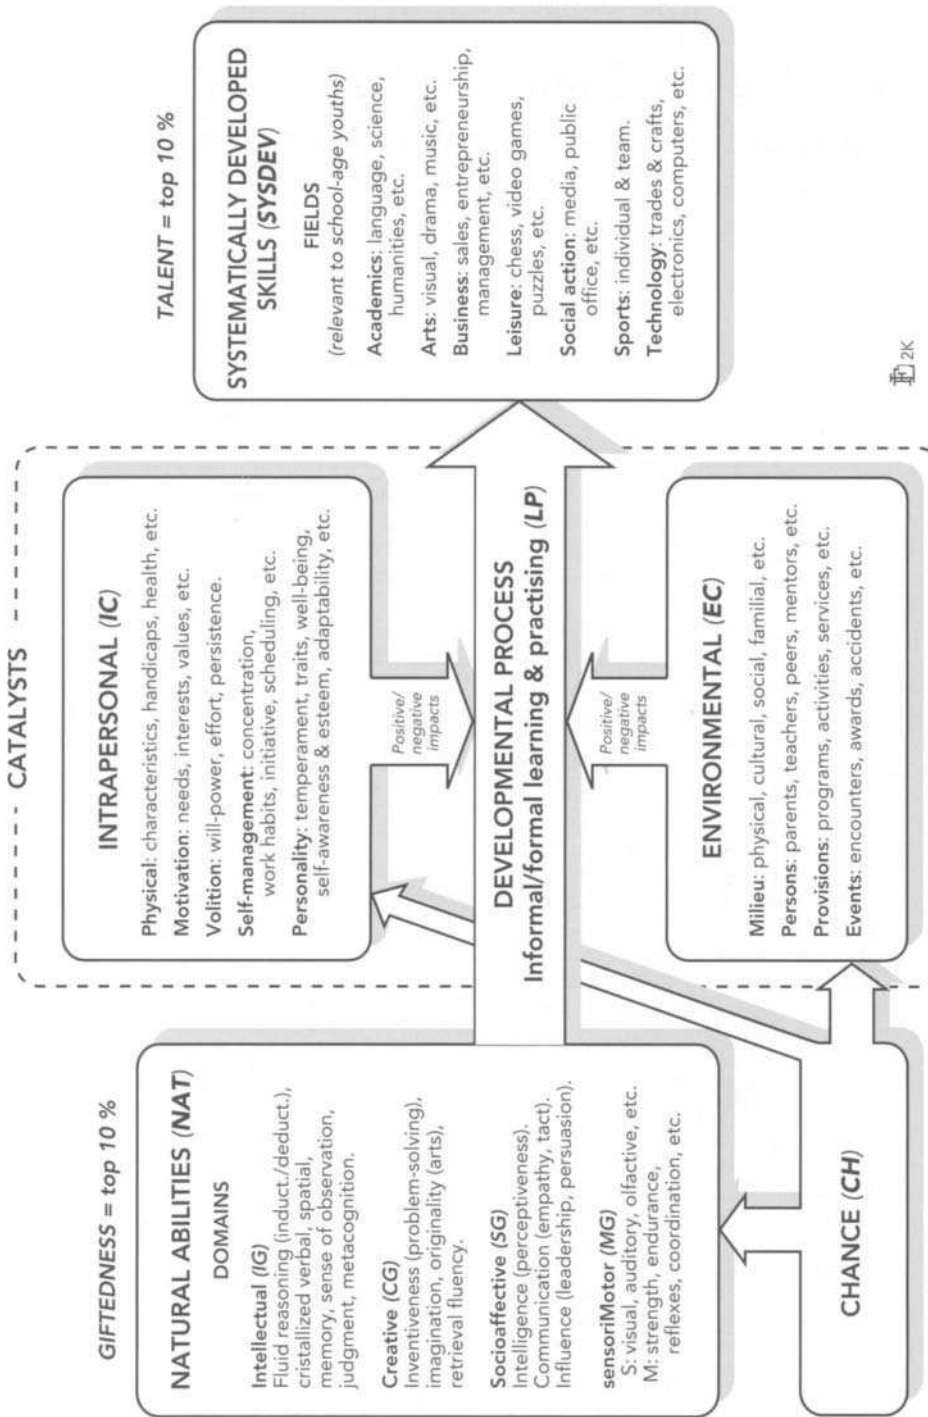 GIFTEDNESS = top 10 %
NATURAL ABILITIES (NAT)
DOMAINS
Intellectual (IG)
Fluid reasoning (induct./deduct.),
cristallized verbal, spatial,
memory, sense of observation,
judgment, metacognition.
Creative (CG)
Inventiveness (problem-solving),
imagination, originality (arts),
retrieval fluency.
Socioaffective (SG)
Intelligence (perceptiveness).
Communication (empathy, tact).
Influence (leadership, persuasion).
sensoriMotor (MG)
S: visual, auditory, olfactive, etc.
M: strength, endurance,
reflexes, coordination, etc.
CHANCE (CH)
CATALYSTS
INTRAPERSONAL (IC)
Physical: characteristics, handicaps, health, etc.
Motivation: needs, interests, values, etc.
Volition: will-power, effort, persistence.
Self-management: concentration,
work habits, initiative, scheduling, etc.
Personality: temperament, traits, well-being,
self-awareness & esteem, adaptability, etc.
Positive/
negative
impacts
DEVELOPMENTAL PROCESS
Informal/formal learning & practising (LP)
Positive/
negative
impacts
ENVIRONMENTAL (EC)
Milieu: physical, cultural, social, familial, etc.
Persons: parents, teachers, peers, mentors, etc.
Provisions: programs, activities, services, etc.
Events: encounters, awards, accidents, etc.
TALENT = top 10 %
SYSTEMATICALLY DEVELOPED
SKILLS (SYSDEV)
FIELDS
(relevant to school-age youths)
Academics: language, science,
humanities, etc.
Arts: visual, drama, music, etc.
Business: sales, entrepreneurship,
management, etc.
Leisure: chess, video games,
puzzles, etc.
Social action: media, public
office, etc.
Sports: individual & team.
Technology: trades & crafts,
electronics, computers, etc.
2K